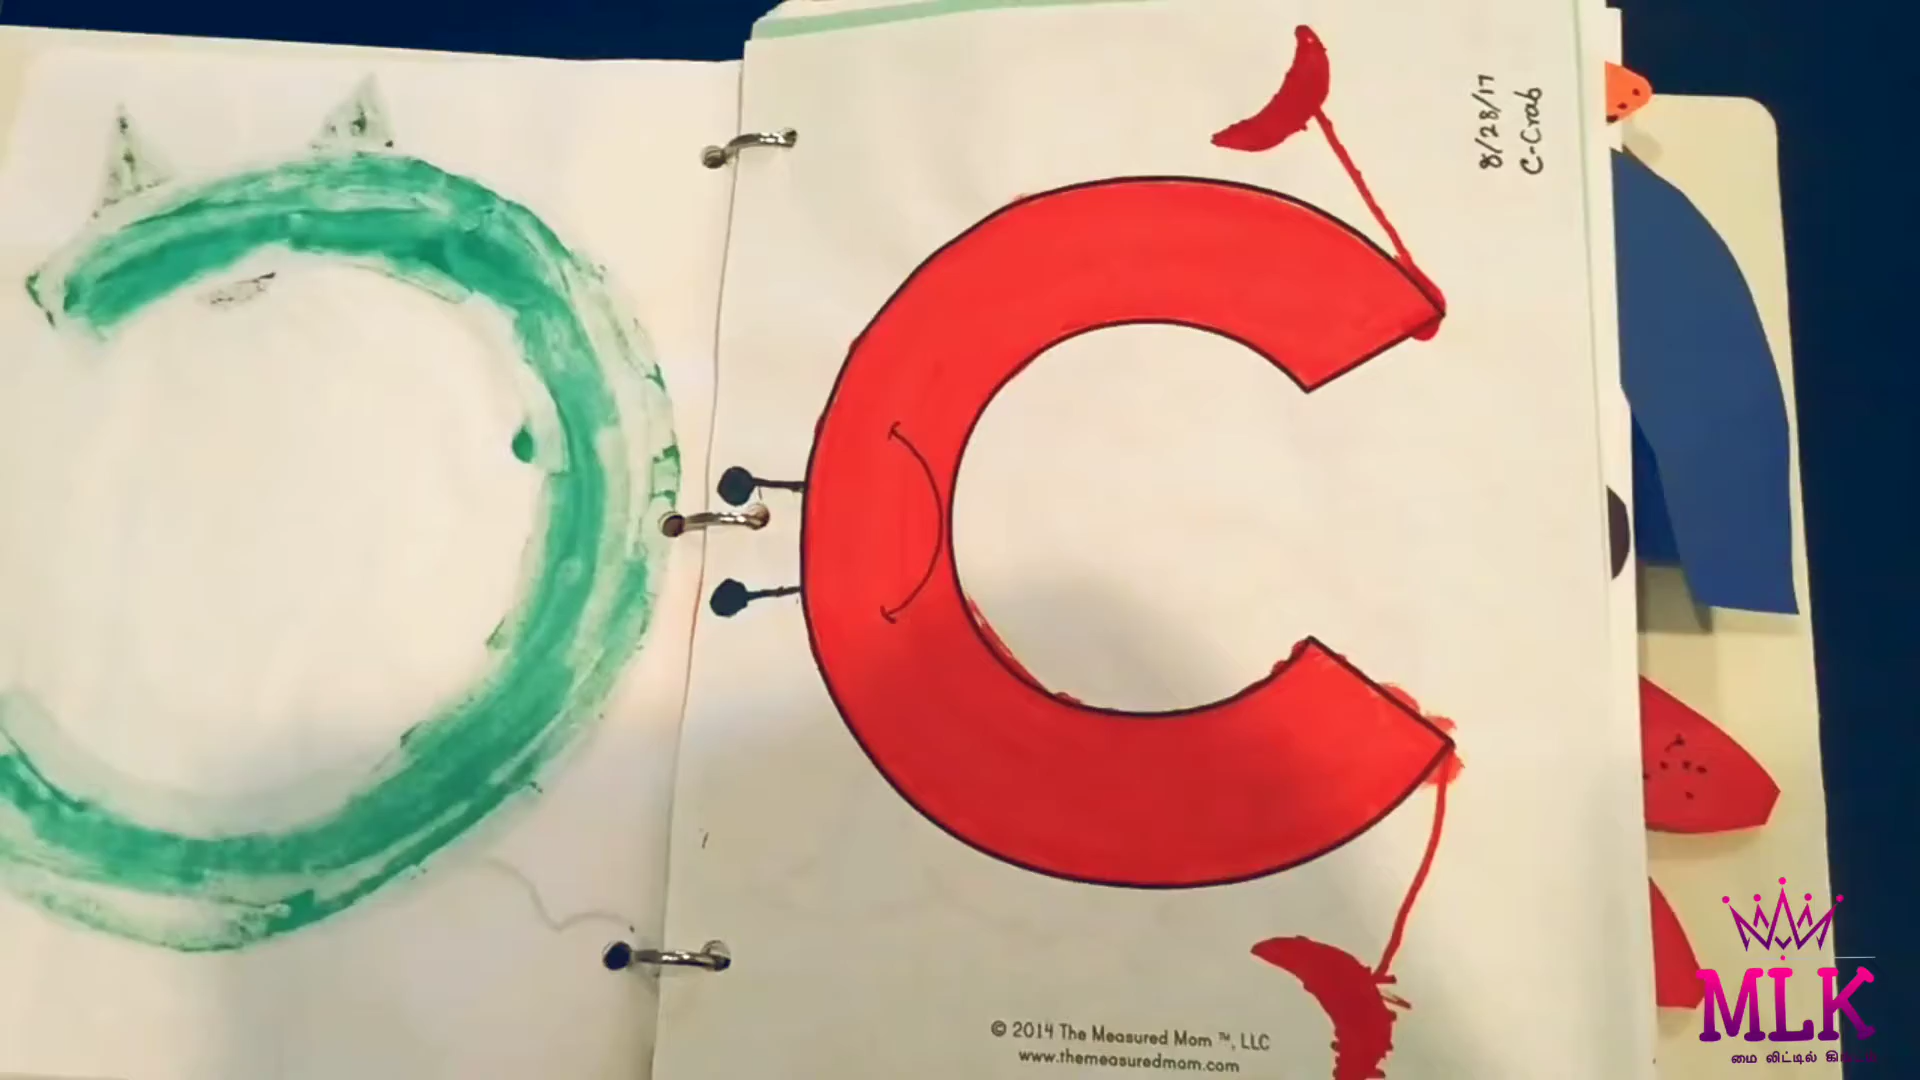 8/28/17
C-Crab
© 2014 The Measured Mom ™, LLC
www.themeasuredmom.com
MLK
மை லிட்டில்